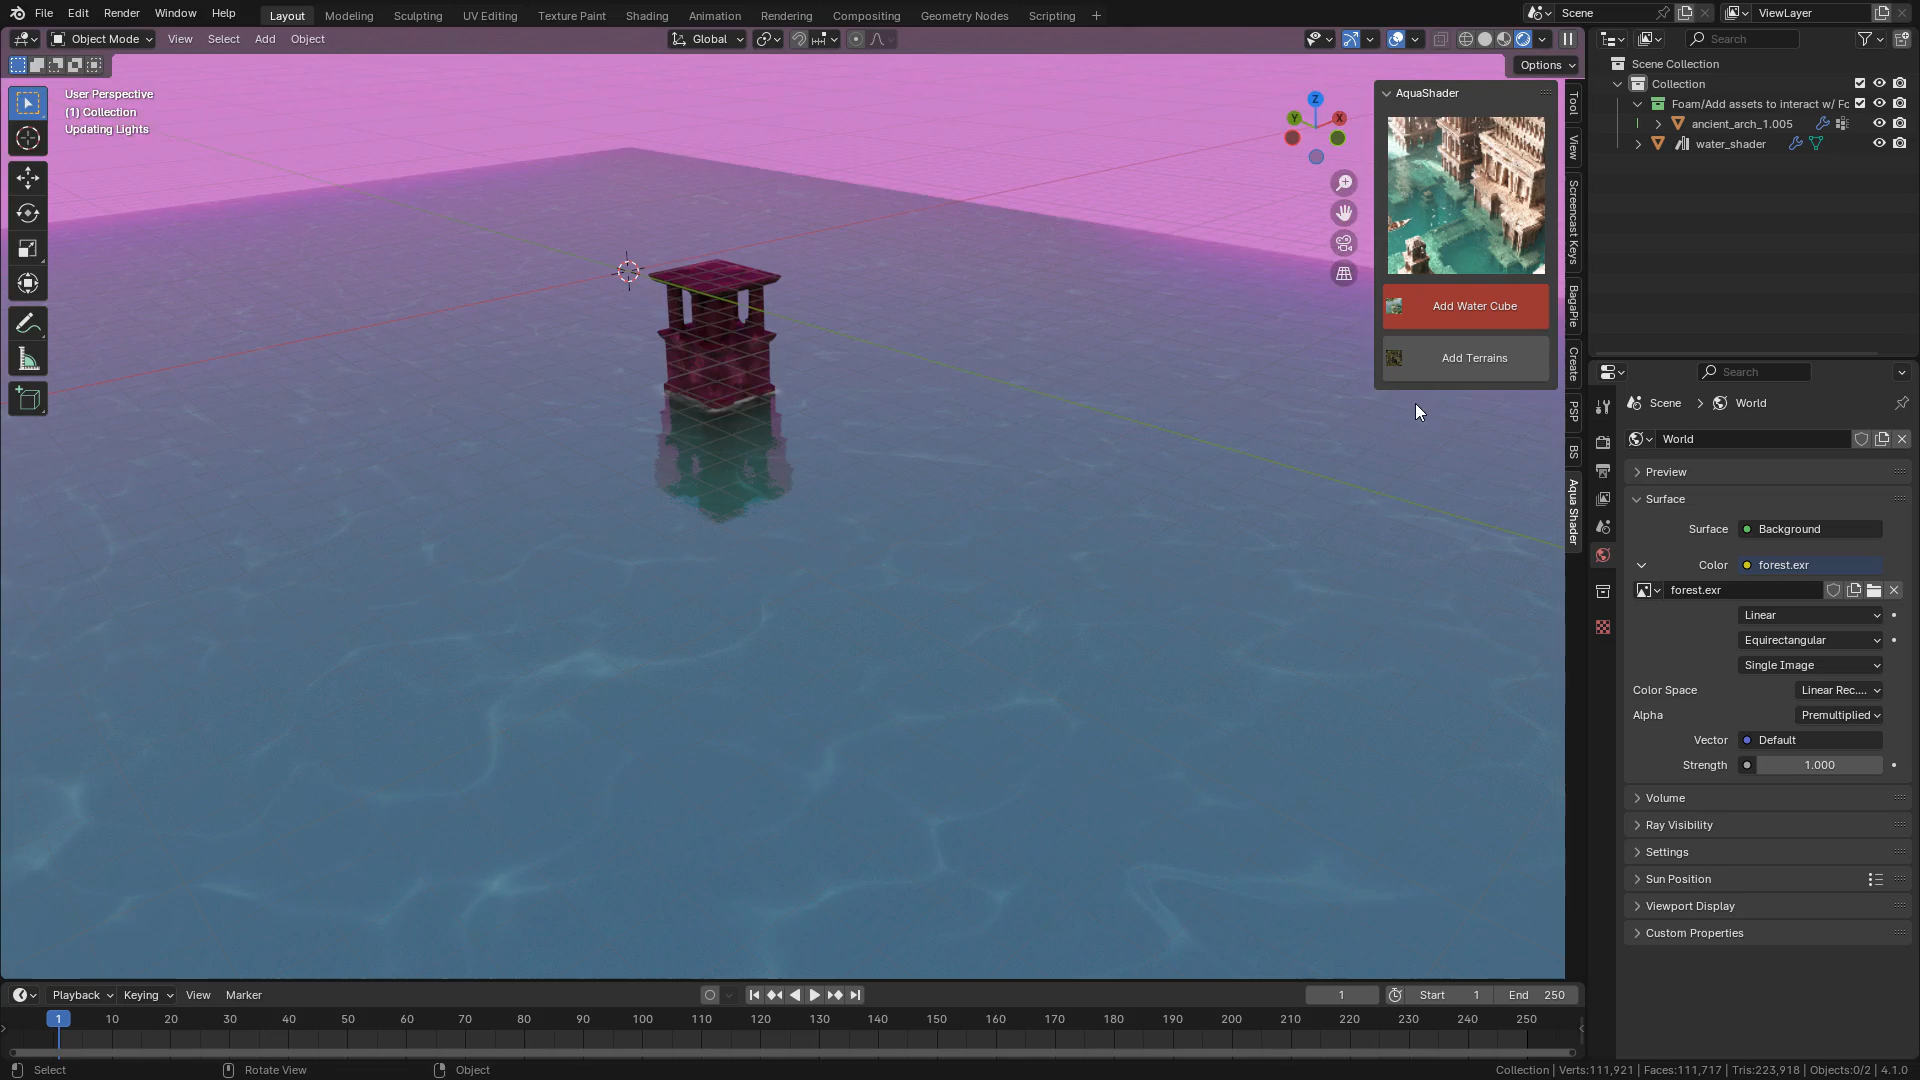 File Edit Render Window Help Layout Modeling Sculpting UV Editing Texture Paint Shading Animation Rendering Compositing Geometry Nodes Scripting + Scene ViewLayer
Object Mode View Select Add Object Global Search
Options
User Perspective
(1) Collection
Updating Lights
Z
Y
X
AquaShader
Add Water Cube
Add Terrains
Tool
View
Screencast Keys
BagaPie
Create
PSP
BS
Aqua Shader
Scene Collection
Collection
Foam/Add assets to interact w/ Fc
ancient_arch_1.005
water_shader
Search
Scene > World
World
Preview
Surface
Surface Background
Color forest.exr
forest.exr
Linear
Equirectangular
Single Image
Color Space Linear Rec....
Alpha Premultiplied
Vector Default
Strength 1.000
Volume
Ray Visibility
Settings
Sun Position
Viewport Display
Custom Properties
Playback Keying View Marker 1 Start 1 End 250
1 10 20 30 40 50 60 70 80 90 100 110 120 130 140 150 160 170 180 190 200 210 220 230 240 250
Select Rotate View Object Collection | Verts:111,921 | Faces:111,717 | Tris:223,918 | Objects:0/2 | 4.1.0